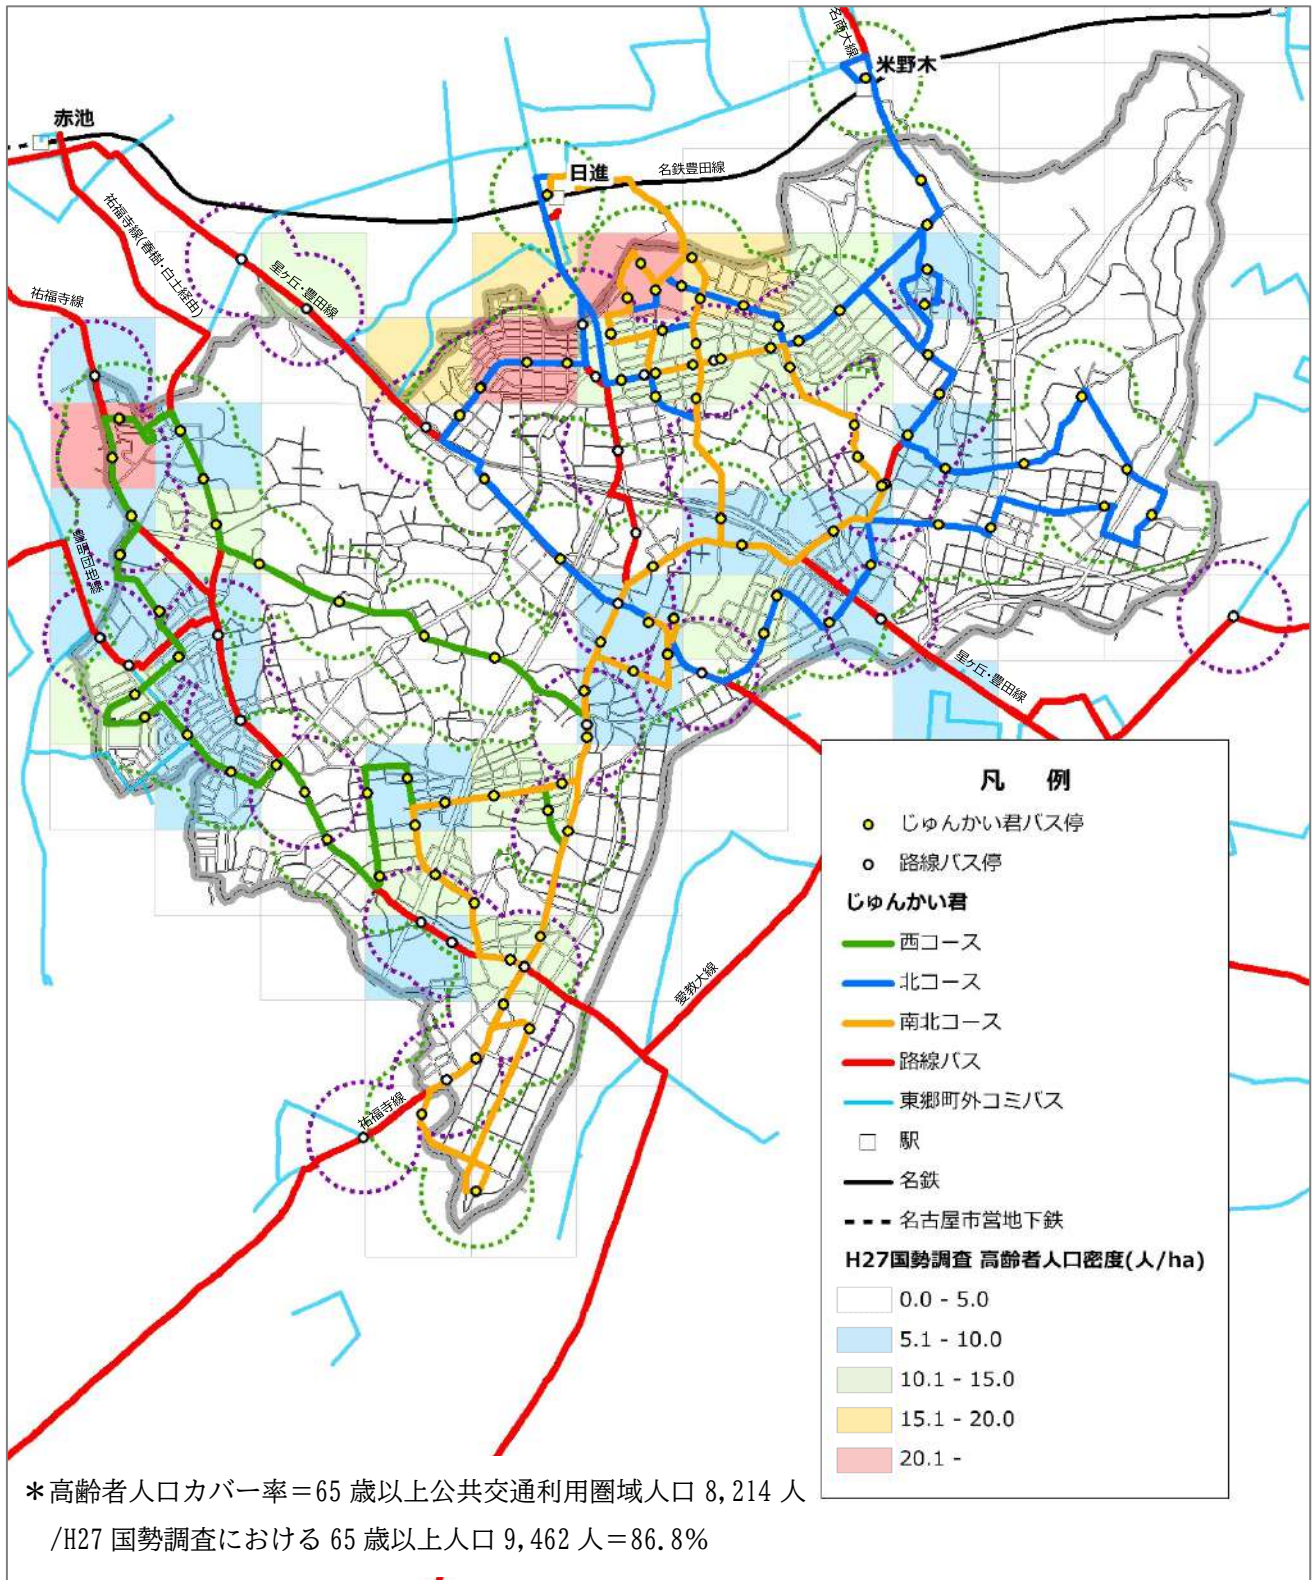 名商大線
米野木
赤池
日進
名鉄豊田線
祐福寺線(春樹・白土経由)
星ヶ丘・豊田線
祐福寺線
星ヶ丘・豊田線
愛教大線
祐福寺線
凡 例
じゅんかい君バス停
路線バス停
じゅんかい君
西コース
北コース
南北コース
路線バス
東郷町外コミバス
駅
名鉄
名古屋市営地下鉄
H27国勢調査 高齢者人口密度(人/ha)
0.0 - 5.0
5.1 - 10.0
10.1 - 15.0
15.1 - 20.0
20.1 -
＊高齢者人口カバー率＝65 歳以上公共交通利用圏域人口 8,214 人
/H27 国勢調査における 65 歳以上人口 9,462 人＝86.8%